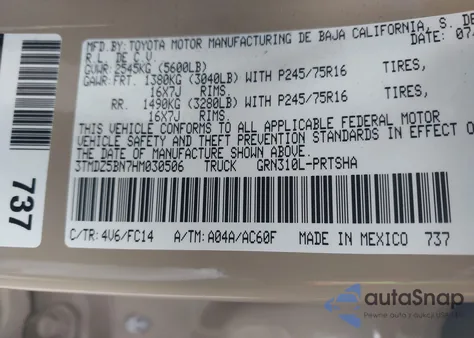 MFD.BY: TOYOTA MOTOR MANUFACTURING DE BAJA CALIFORNIA, S. DE
R.L. DE C.V. DATE: 07/
GVWR: 2545KG (5600LB)
GAWR: FRT. 1380KG (3040LB) WITH P245/75R16 TIRES,
16X7J RIMS.
RR. 1490KG (3280LB) WITH P245/75R16 TIRES,
16X7J RIMS.
THIS VEHICLE CONFORMS TO ALL APPLICABLE FEDERAL MOTOR
VEHICLE SAFETY AND THEFT PREVENTION STANDARDS IN EFFECT O
THE DATE OF MANUFACTURE SHOWN ABOVE.
3TMDZ5BN7HM030506 TRUCK GRN310L-PRTSHA
C/TR: 4V6/FC14 A/TM: A04A/AC60F MADE IN MEXICO 737
737
autoSnap